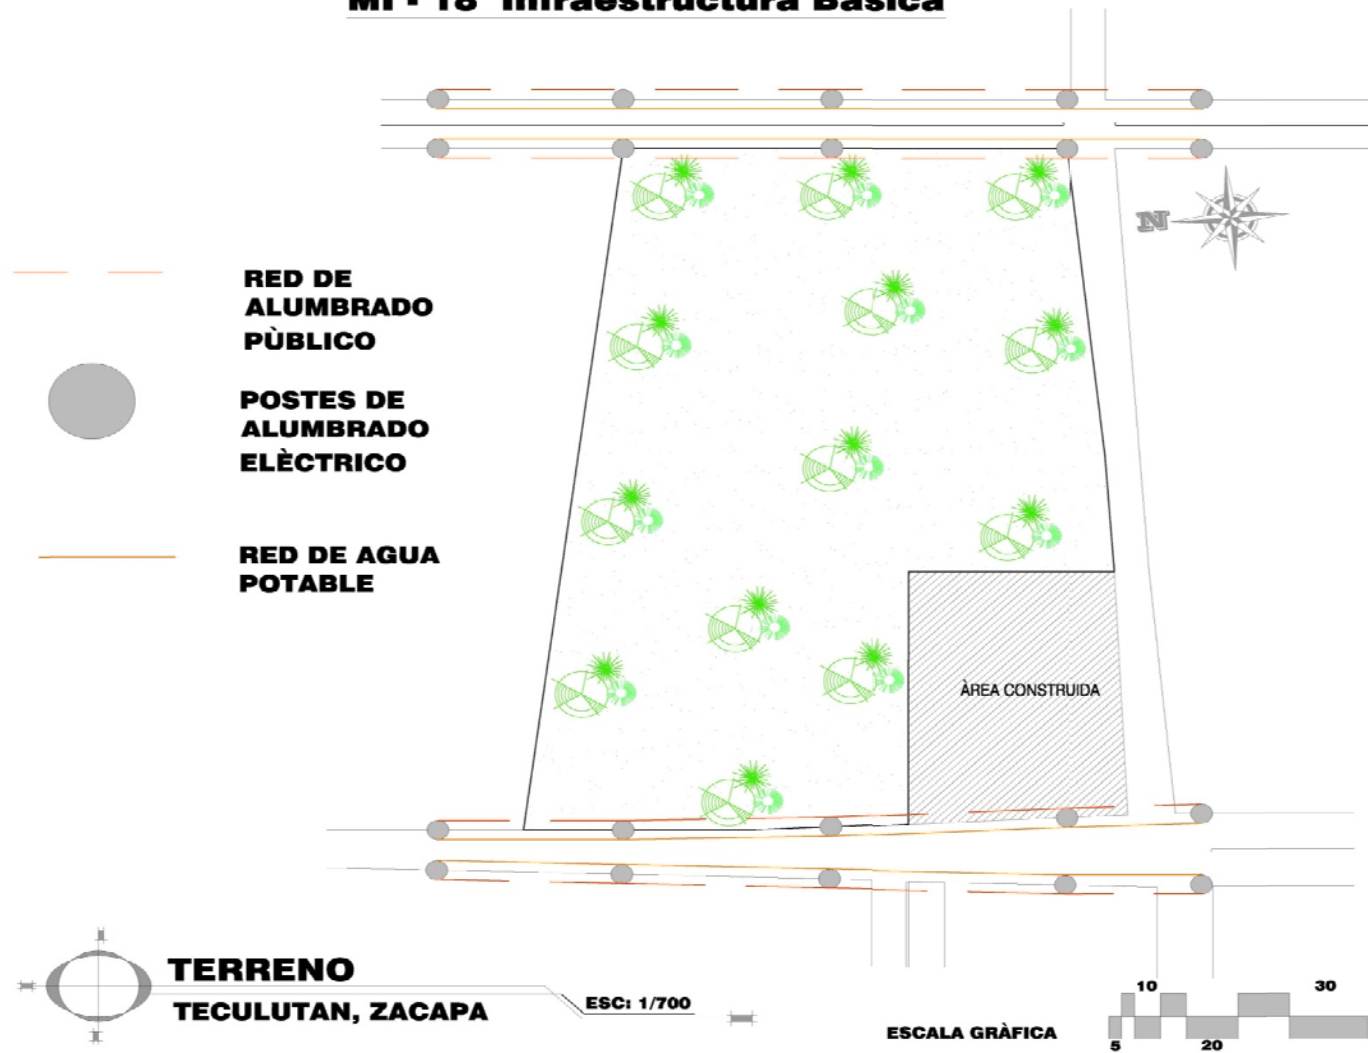 MI - 18 Infraestructura Bàsica
N
RED DE
ALUMBRADO
PÙBLICO
POSTES DE
ALUMBRADO
ELÈCTRICO
RED DE AGUA
POTABLE
ÀREA CONSTRUIDA
TERRENO
TECULUTAN, ZACAPA
ESC: 1/700
ESCALA GRÀFICA
10 30
5 20